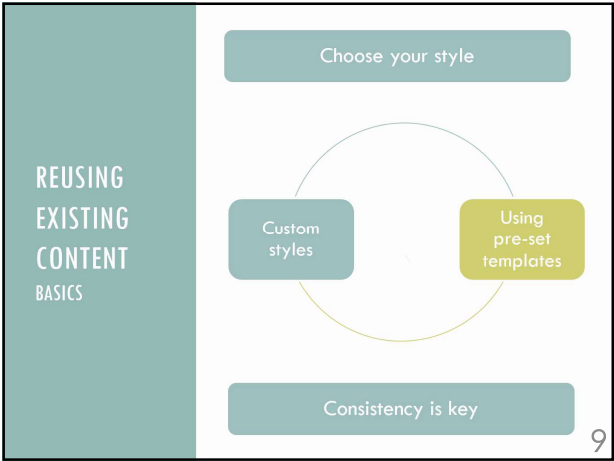 REUSING
EXISTING
CONTENT
BASICS
Choose your style
Custom
styles
Using
pre-set
templates
Consistency is key
9